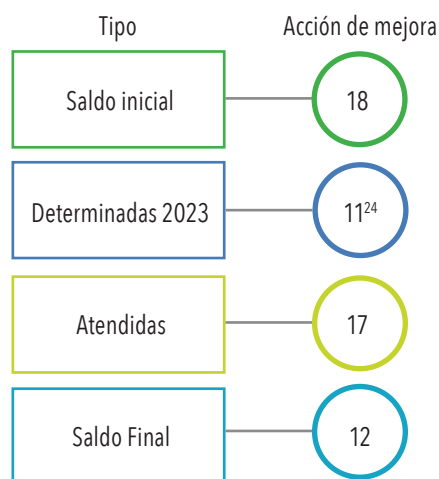 Tipo Acción de mejora
Saldo inicial 18
Determinadas 2023 11²⁴
Atendidas 17
Saldo Final 12